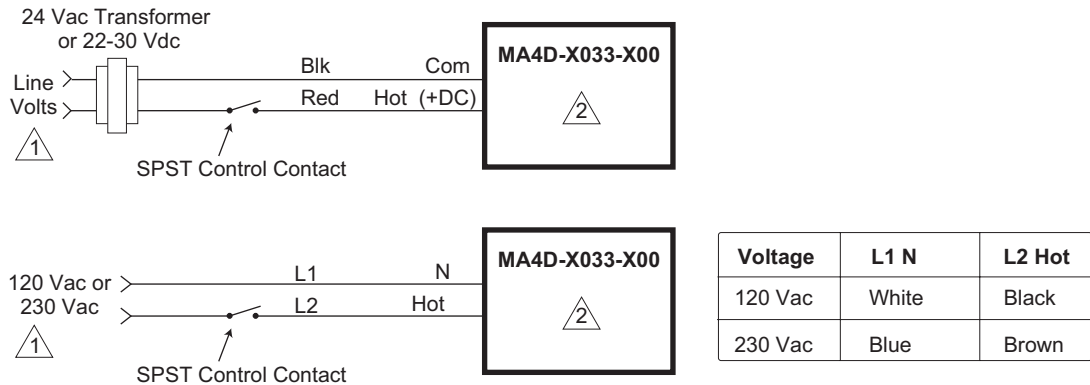 24 Vac Transformer
or 22-30 Vdc
Line
Volts
1
Blk
Com
Red
Hot (+DC)
SPST Control Contact
MA4D-X033-X00
2
120 Vac or
230 Vac
1
L1
N
L2
Hot
SPST Control Contact
MA4D-X033-X00
2
Voltage L1 N L2 Hot
120 Vac White Black
230 Vac Blue Brown